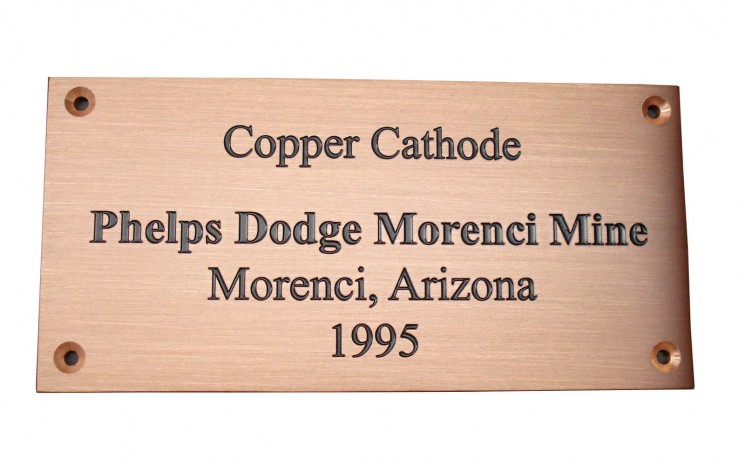 Copper Cathode
Phelps Dodge Morenci Mine
Morenci, Arizona
1995